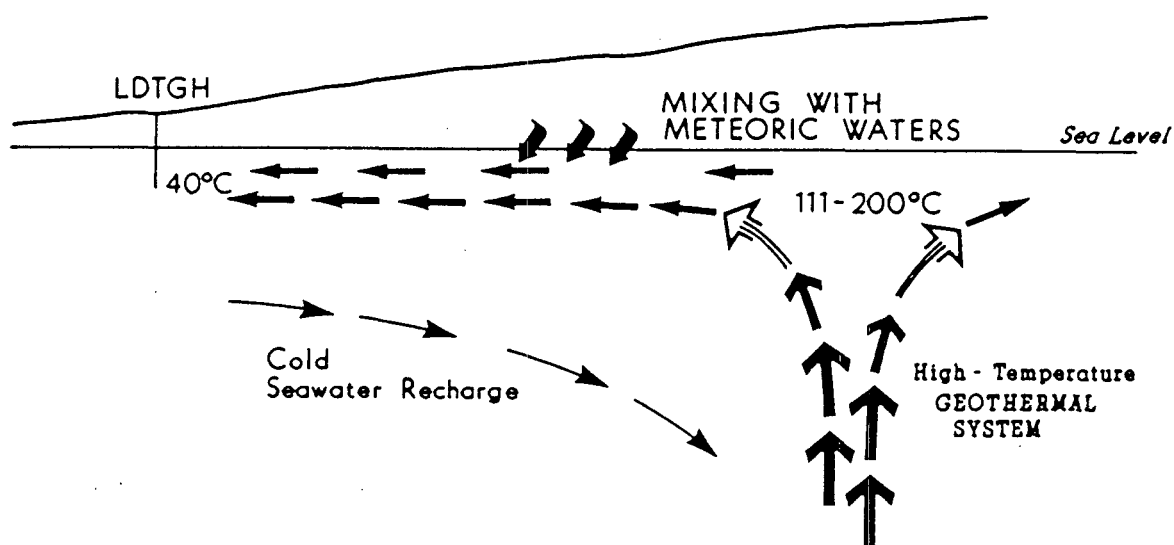 LDTGH
MIXING WITH
METEORIC WATERS
Sea Level
40°C
111-200°C
Cold
Seawater Recharge
High - Temperature
GEOTHERMAL
SYSTEM